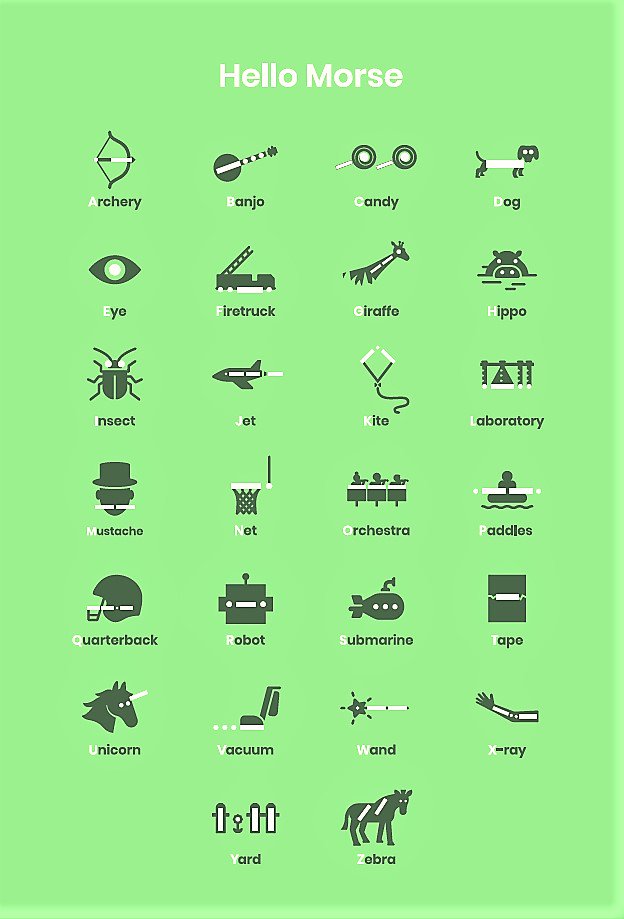 Hello Morse
Archery Banjo Candy Dog
Eye Firetruck Giraffe Hippo
Insect Jet Kite Laboratory
Mustache Net Orchestra Paddles
Quarterback Robot Submarine Tape
Unicorn Vacuum Wand X-ray
Yard Zebra